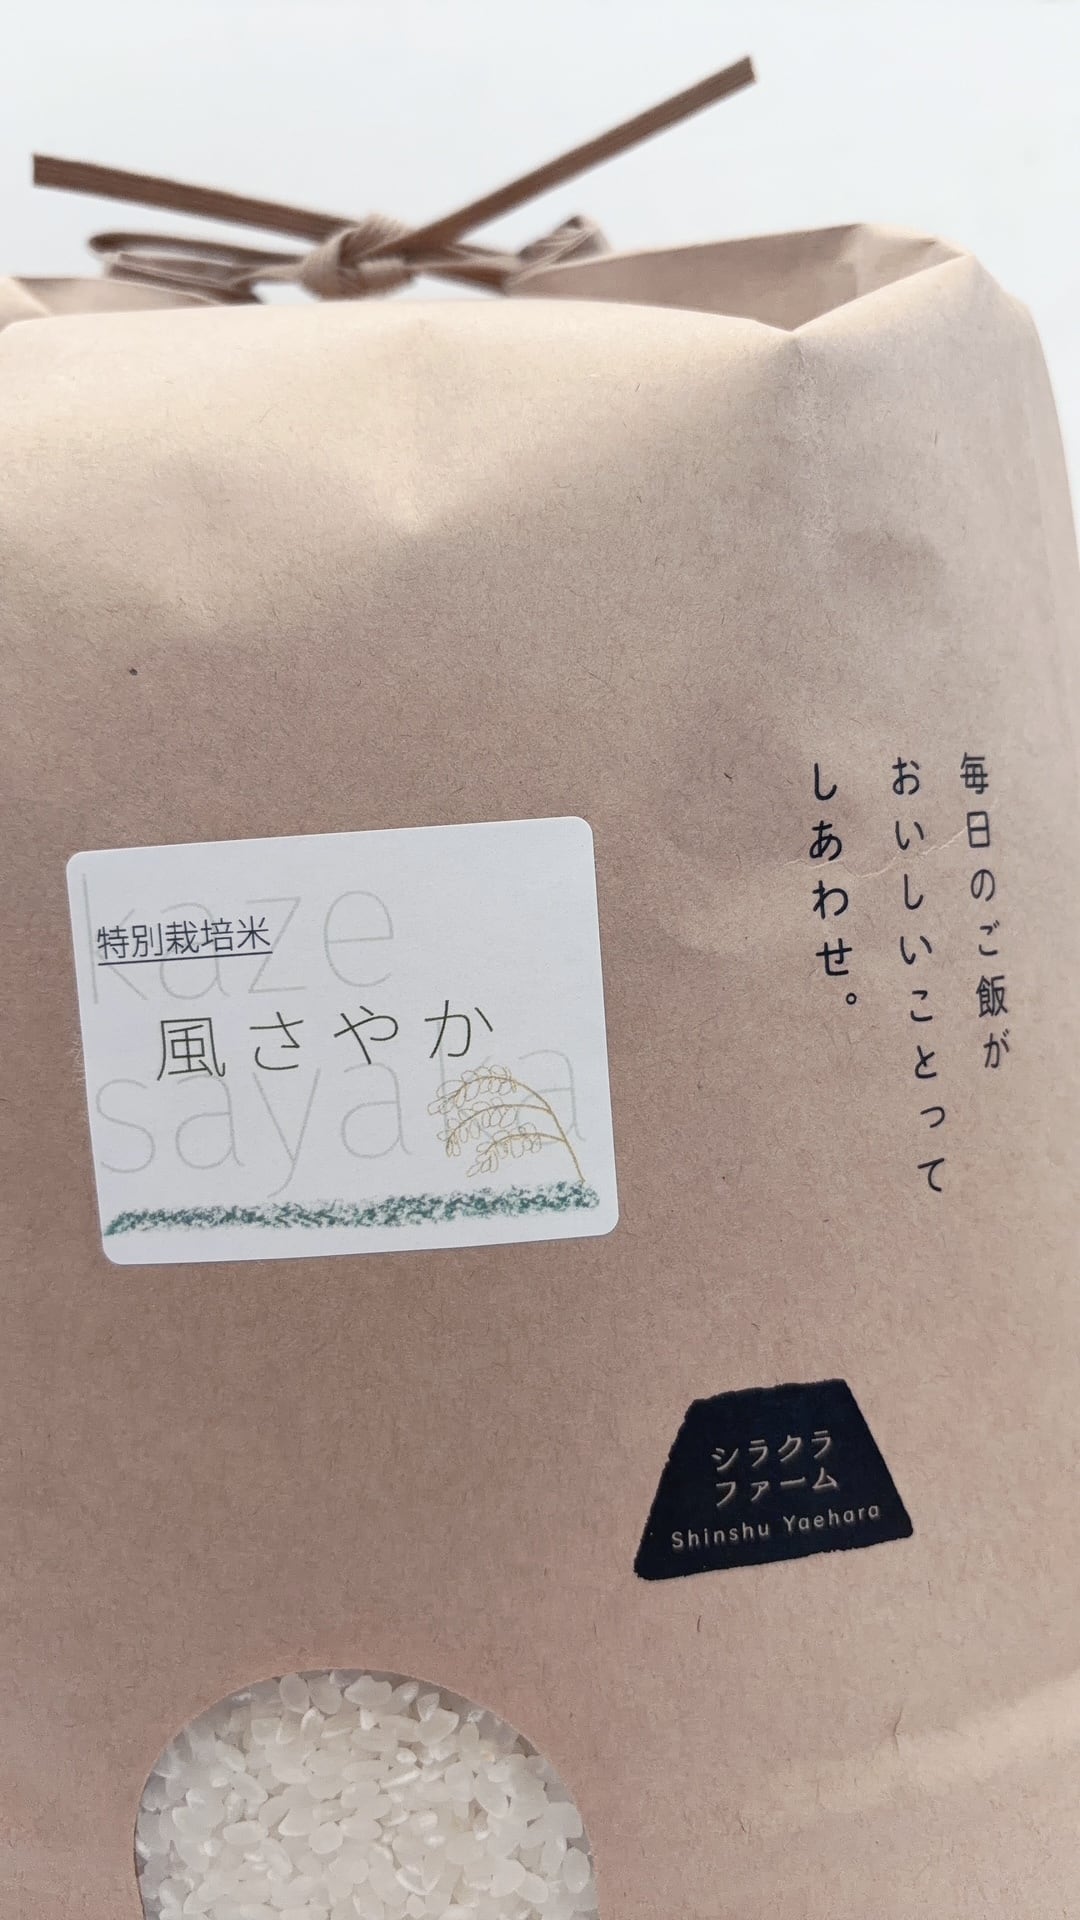 毎日のご飯が
おいしいことって
しあわせ。
kaze
特別栽培米
風さやか
sayaka
シラクラ
ファーム
Shinshu Yaehara